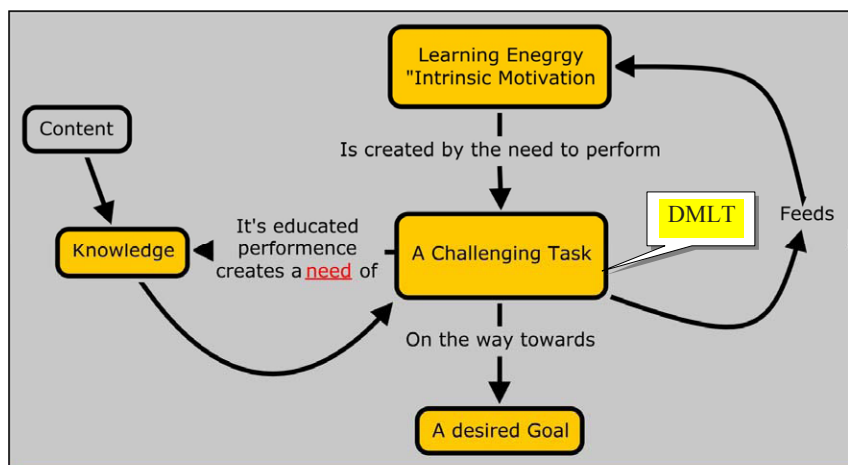 Learning Enegrgy
"Intrinsic Motivation
Content
Is created by the need to perform
DMLT
Feeds
Knowledge
It's educated
performence
creates a need of
A Challenging Task
On the way towards
A desired Goal